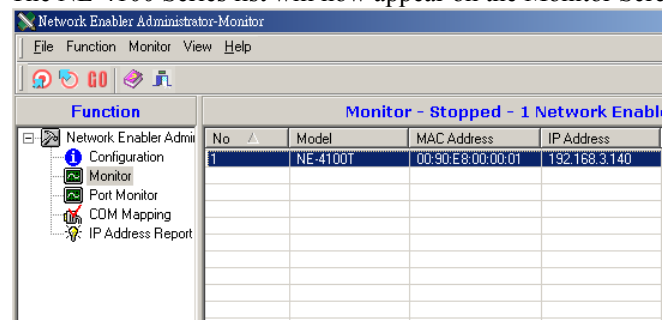 The NE-4100 Series list will now appear on the Monitor Scre
Network Enabler Administrator-Monitor
File Function Monitor View Help
GO
Function
Monitor - Stopped - 1 Network Enabl
Network Enabler Admi
No Model MAC Address IP Address
1 NE-4100T 00:90:E8:00:00:01 192.168.3.140
Configuration
Monitor
Port Monitor
COM Mapping
IP Address Report